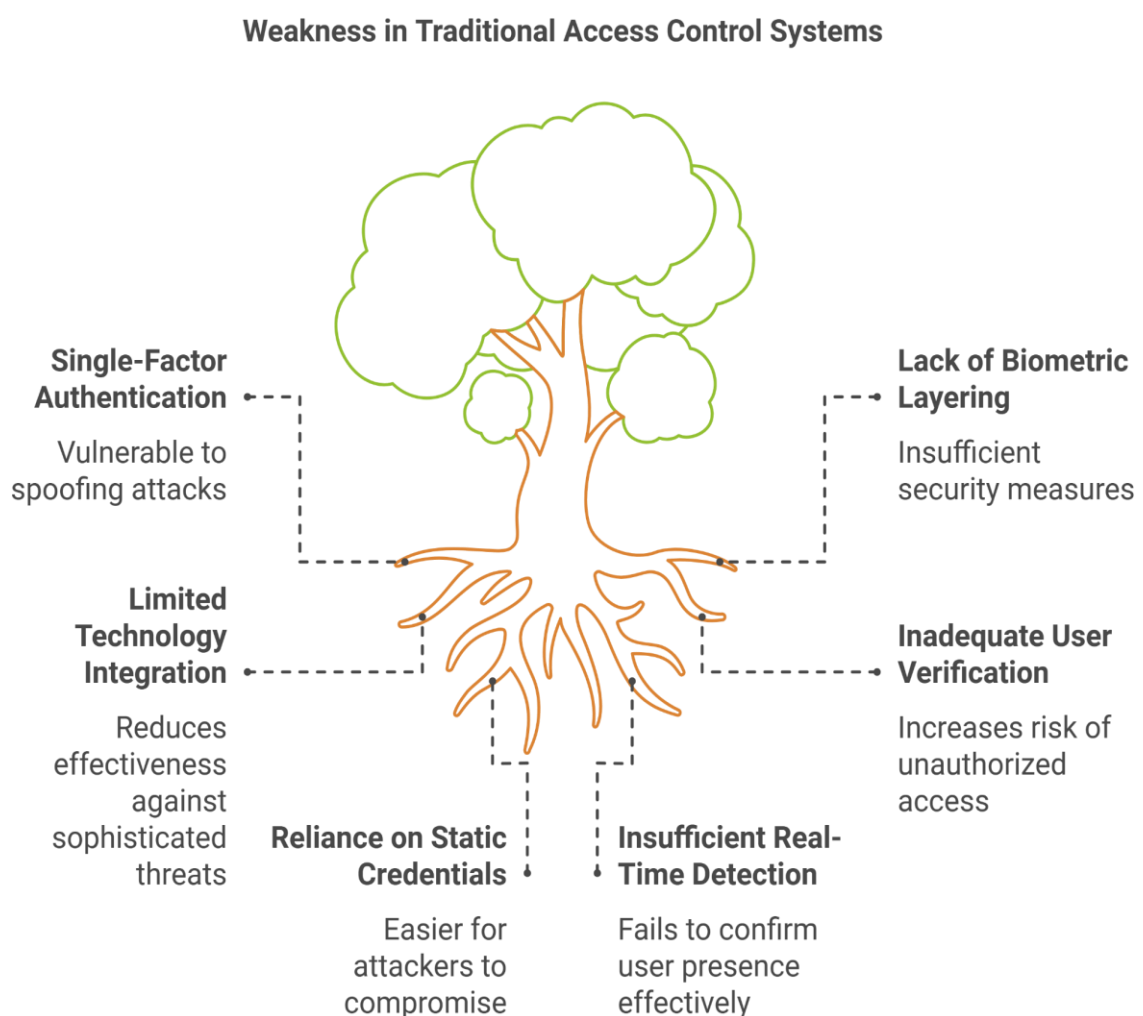 Weakness in Traditional Access Control Systems
Single-Factor
Authentication
Vulnerable to
spoofing attacks
Limited
Technology
Integration
Reduces
effectiveness
against
sophisticated
threats
Reliance on Static
Credentials
Easier for
attackers to
compromise
Insufficient Real-
Time Detection
Fails to confirm
user presence
effectively
Lack of Biometric
Layering
Insufficient
security measures
Inadequate User
Verification
Increases risk of
unauthorized
access